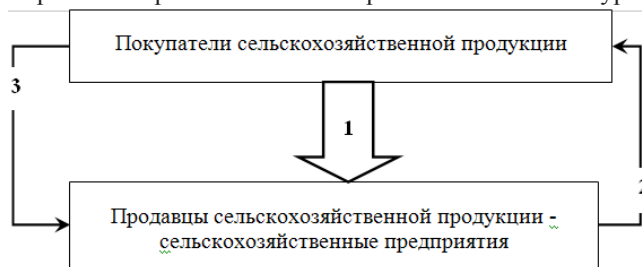 Покупатели сельскохозяйственной продукции
3
1
2
Продавцы сельскохозяйственной продукции -
сельскохозяйственные предприятия